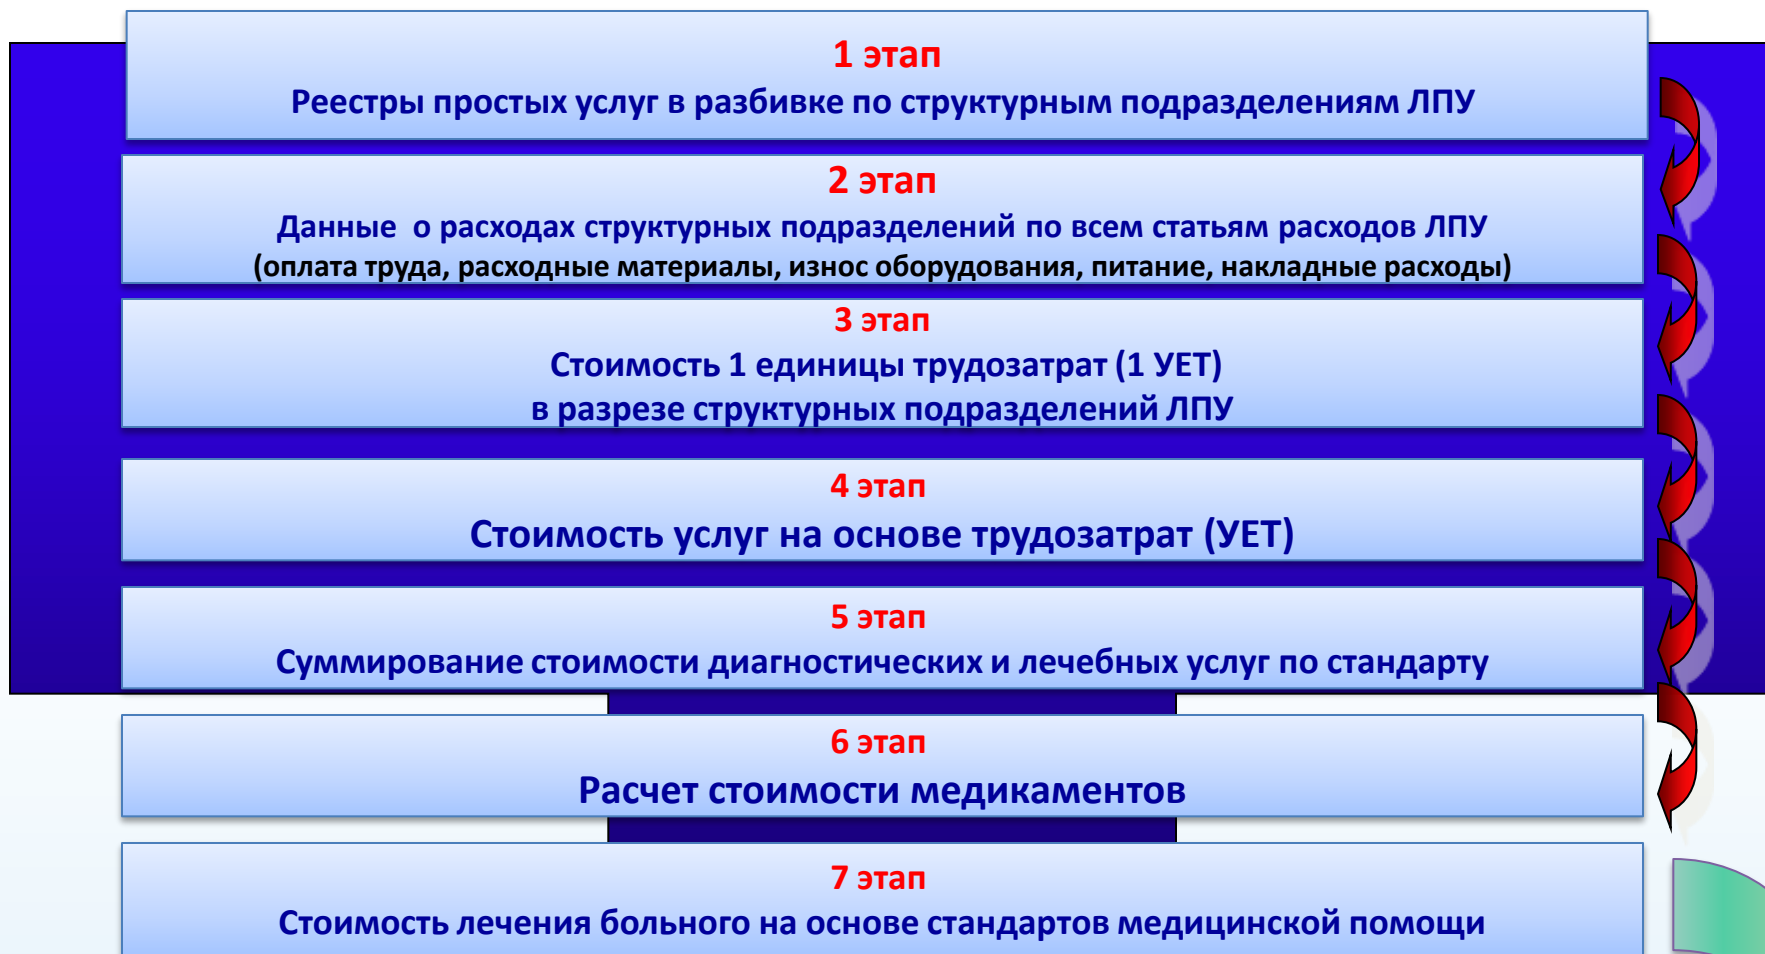 1 этап
Реестры простых услуг в разбивке по структурным подразделениям ЛПУ
2 этап
Данные о расходах структурных подразделений по всем статьям расходов ЛПУ
(оплата труда, расходные материалы, износ оборудования, питание, накладные расходы)
3 этап
Стоимость 1 единицы трудозатрат (1 УЕТ)
в разрезе структурных подразделений ЛПУ
4 этап
Стоимость услуг на основе трудозатрат (УЕТ)
5 этап
Суммирование стоимости диагностических и лечебных услуг по стандарту
6 этап
Расчет стоимости медикаментов
7 этап
Стоимость лечения больного на основе стандартов медицинской помощи